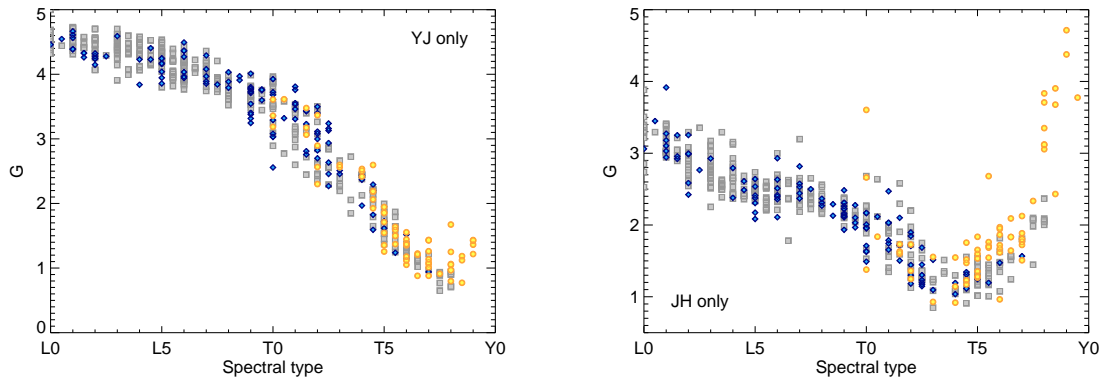 5
4
3
2
1
0
G
YJ only
L0
L5
T0
T5
Y0
Spectral type
5
4
3
2
1
G
JH only
L0
L5
T0
T5
Y0
Spectral type